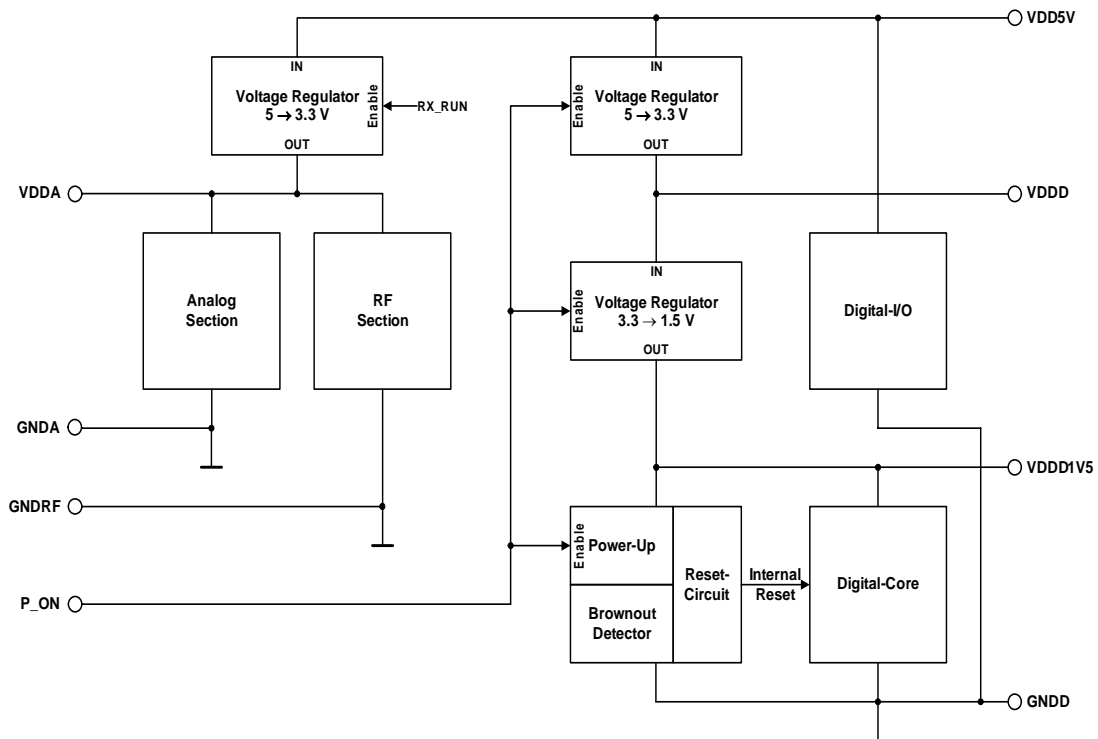 VDD5V
IN
Voltage Regulator
5 → 3.3 V
Enable
OUT
RX_RUN
IN
Enable
Voltage Regulator
5 → 3.3 V
OUT
VDDA
VDDD
Analog
Section
RF
Section
IN
Enable
Voltage Regulator
3.3 → 1.5 V
OUT
Digital-I/O
GNDA
VDDD1V5
GNDRF
Enable
Power-Up
Reset-
Circuit
Internal
Reset
Digital-Core
Brownout
Detector
P_ON
GNDD